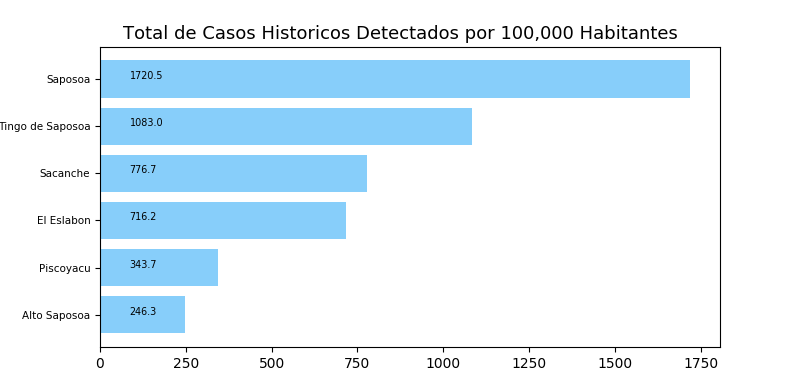 Total de Casos Historicos Detectados por 100,000 Habitantes
Saposoa 1720.5
Tingo de Saposoa 1083.0
Sacanche 776.7
El Eslabon 716.2
Piscoyacu 343.7
Alto Saposoa 246.3
0 250 500 750 1000 1250 1500 1750